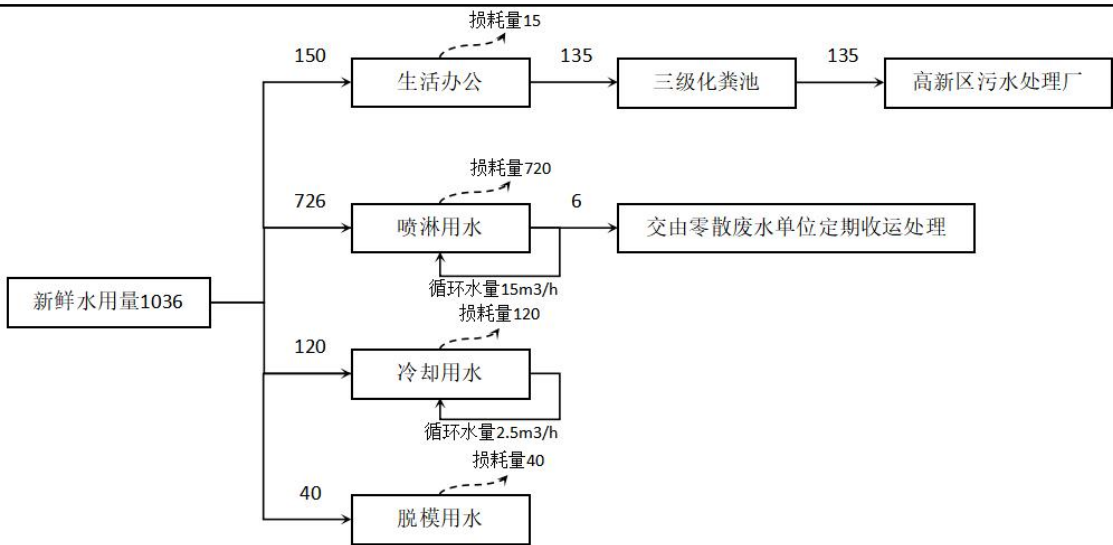 损耗量15
150
生活办公
135
三级化粪池
135
高新区污水处理厂
损耗量720
726
喷淋用水
6
交由零散废水单位定期收运处理
循环水量15m3/h
新鲜水用量1036
损耗量120
120
冷却用水
循环水量2.5m3/h
损耗量40
40
脱模用水